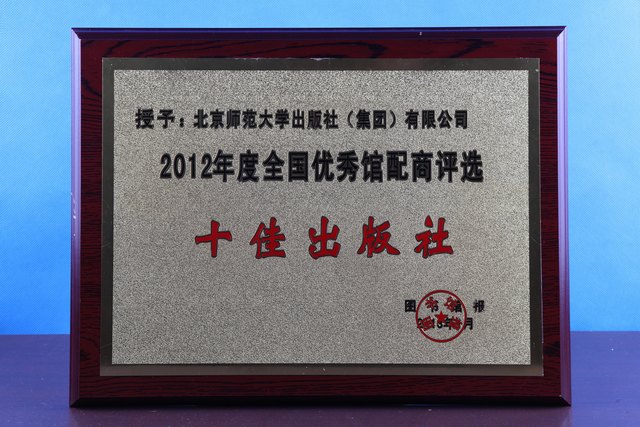 授予：北京师范大学出版社（集团）有限公司
2012年度全国优秀馆配商评选
十佳出版社
图书馆报